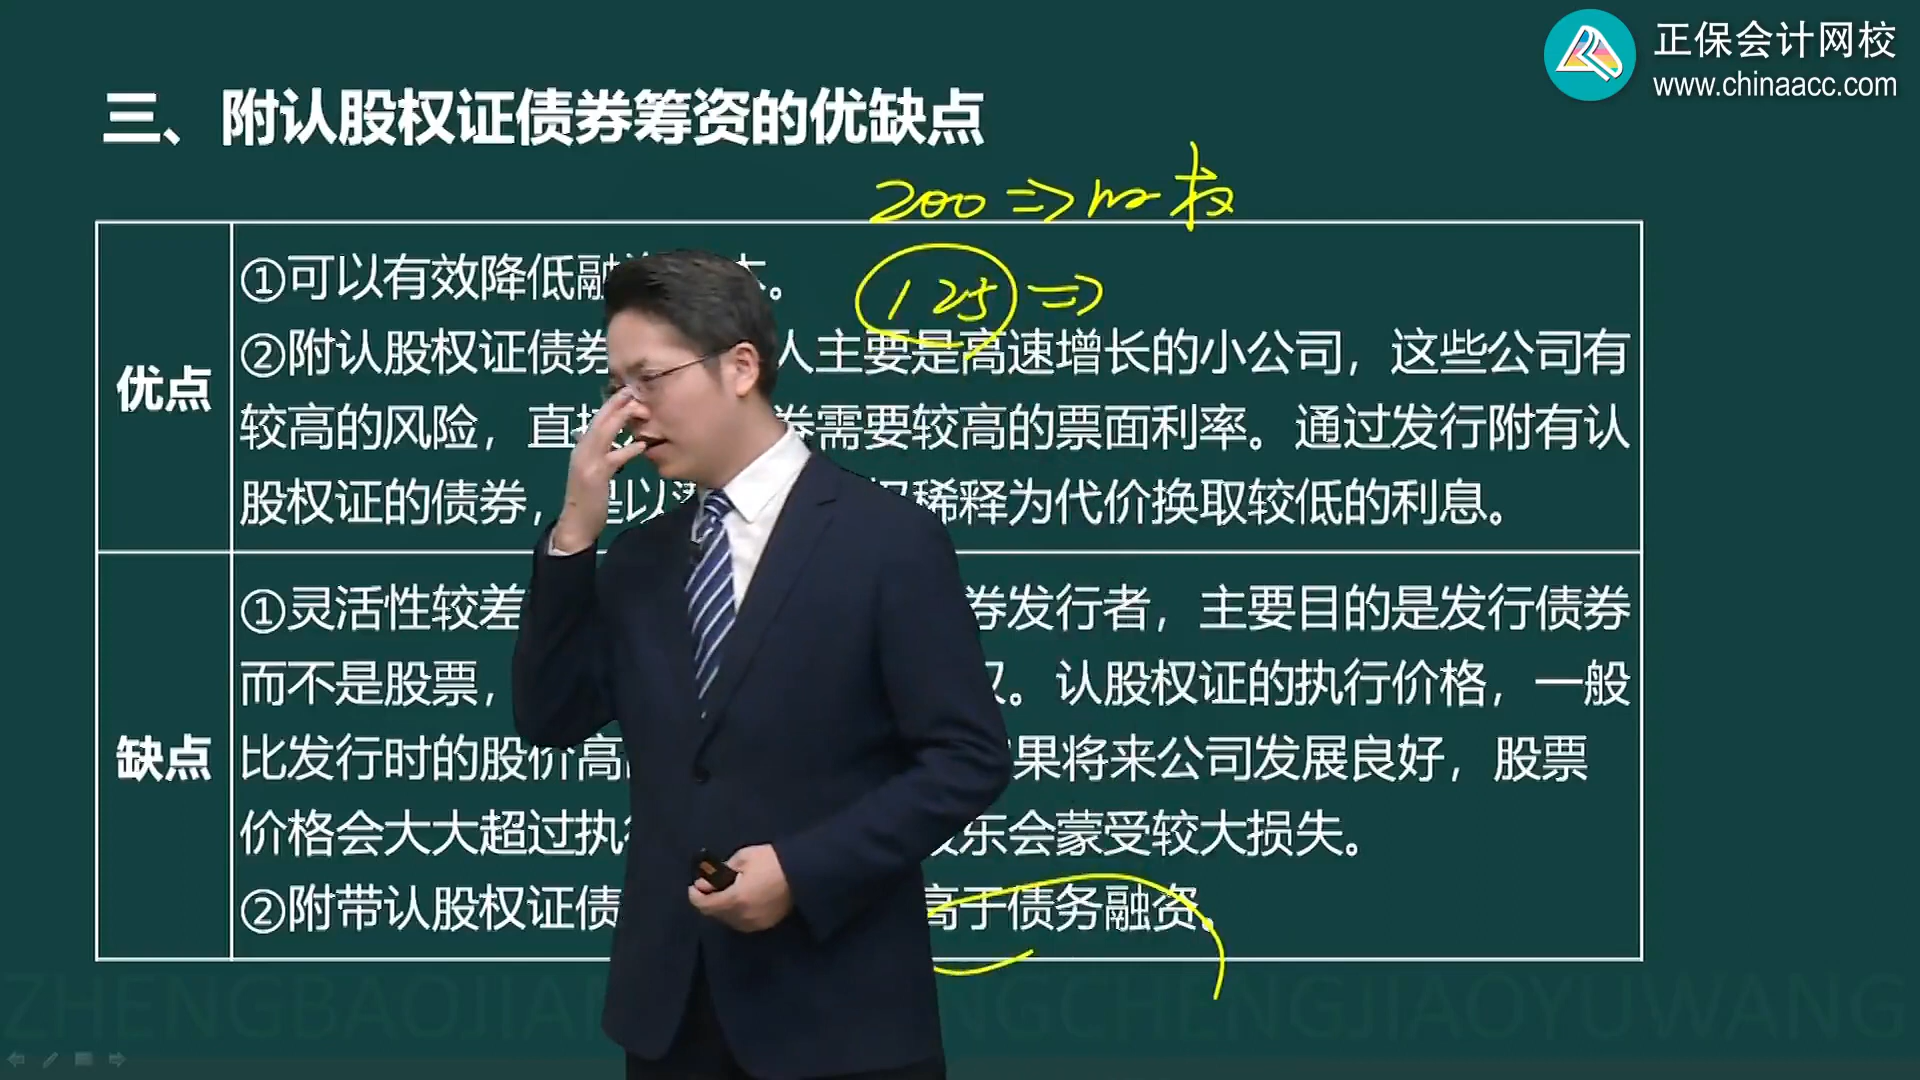 正保会计网校
www.chinaacc.com
三、附认股权证债券筹资的优缺点
200 ⇒ 股权
125 ⇒
优点
①可以有效降低融 。
②附认股权证债券 人主要是高速增长的小公司，这些公司有
较高的风险，直 券需要较高的票面利率。通过发行附有认
股权证的债券， 是以 稀释为代价换取较低的利息。
缺点
①灵活性较差 券发行者，主要目的是发行债券
而不是股票， 。认股权证的执行价格，一般
比发行时的股价高 果将来公司发展良好，股票
价格会大大超过执 股东会蒙受较大损失。
②附带认股权证债 高于债务融资。